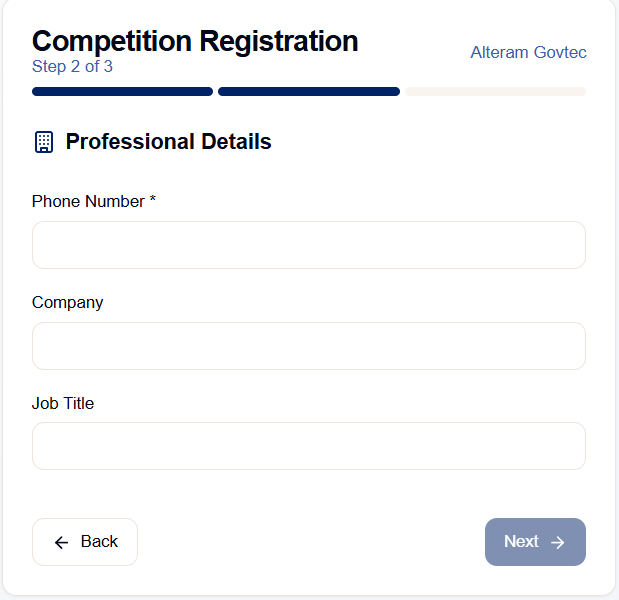 Competition Registration
Step 2 of 3
Alteram Govtec
Professional Details
Phone Number *
Company
Job Title
Back
Next